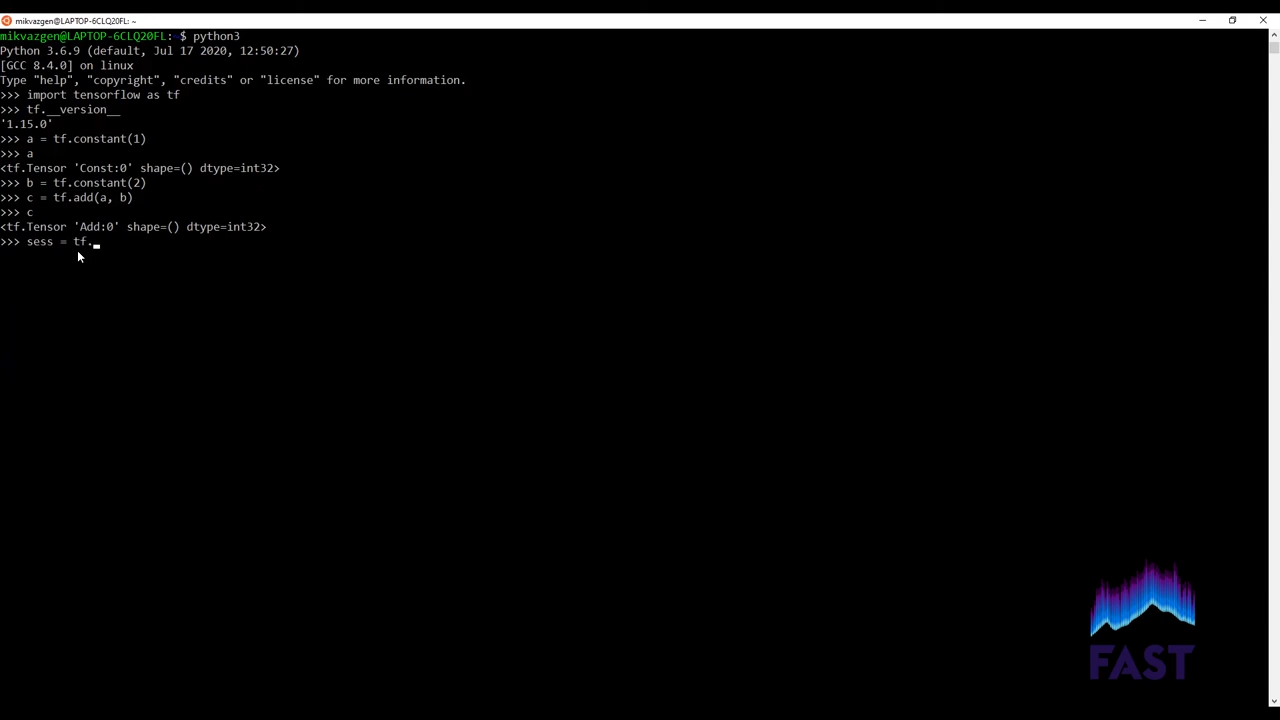 mikvazgen@LAPTOP-6CLQ20FL: ~
mikvazgen@LAPTOP-6CLQ20FL:~$ python3
Python 3.6.9 (default, Jul 17 2020, 12:50:27)
[GCC 8.4.0] on linux
Type "help", "copyright", "credits" or "license" for more information.
>>> import tensorflow as tf
>>> tf.__version__
'1.15.0'
>>> a = tf.constant(1)
>>> a
<tf.Tensor 'Const:0' shape=() dtype=int32>
>>> b = tf.constant(2)
>>> c = tf.add(a, b)
>>> c
<tf.Tensor 'Add:0' shape=() dtype=int32>
>>> sess = tf.
FAST